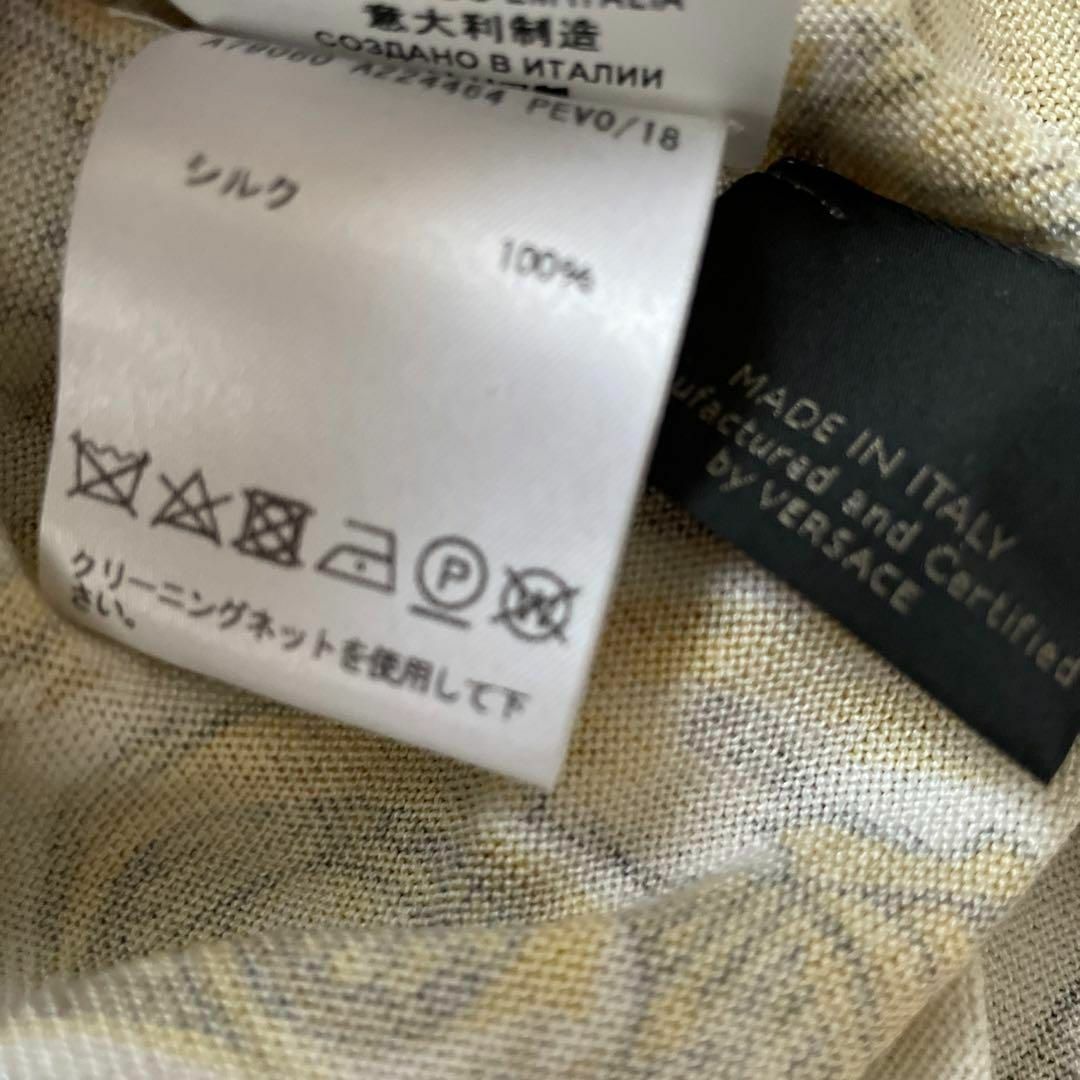 ITALIA
意大利制造
СОЗДАНО В ИТАЛИИ
A224464 PEV0/18
シルク
100%
P
W
クリーニングネットを使用して下
さい。
MADE IN ITALY
ufactured and Certified
by VERSACE